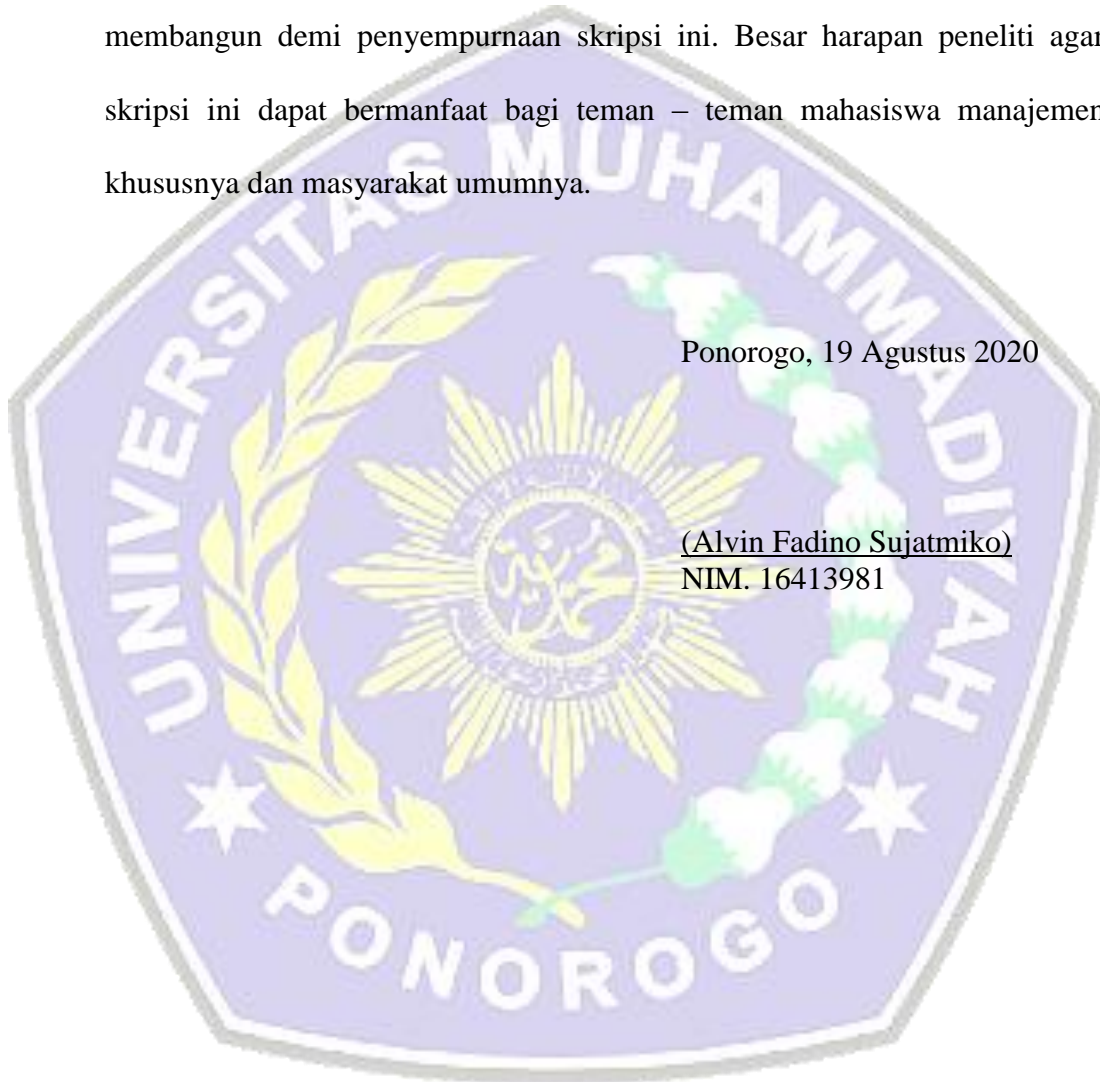 membangun demi penyempurnaan skripsi ini. Besar harapan peneliti agar
skripsi ini dapat bermanfaat bagi teman – teman mahasiswa manajemen
khususnya dan masyarakat umumnya.
Ponorogo, 19 Agustus 2020
(Alvin Fadino Sujatmiko)
NIM. 16413981
UNIVERSITAS MUHAMMADIYAH
PONOROGO